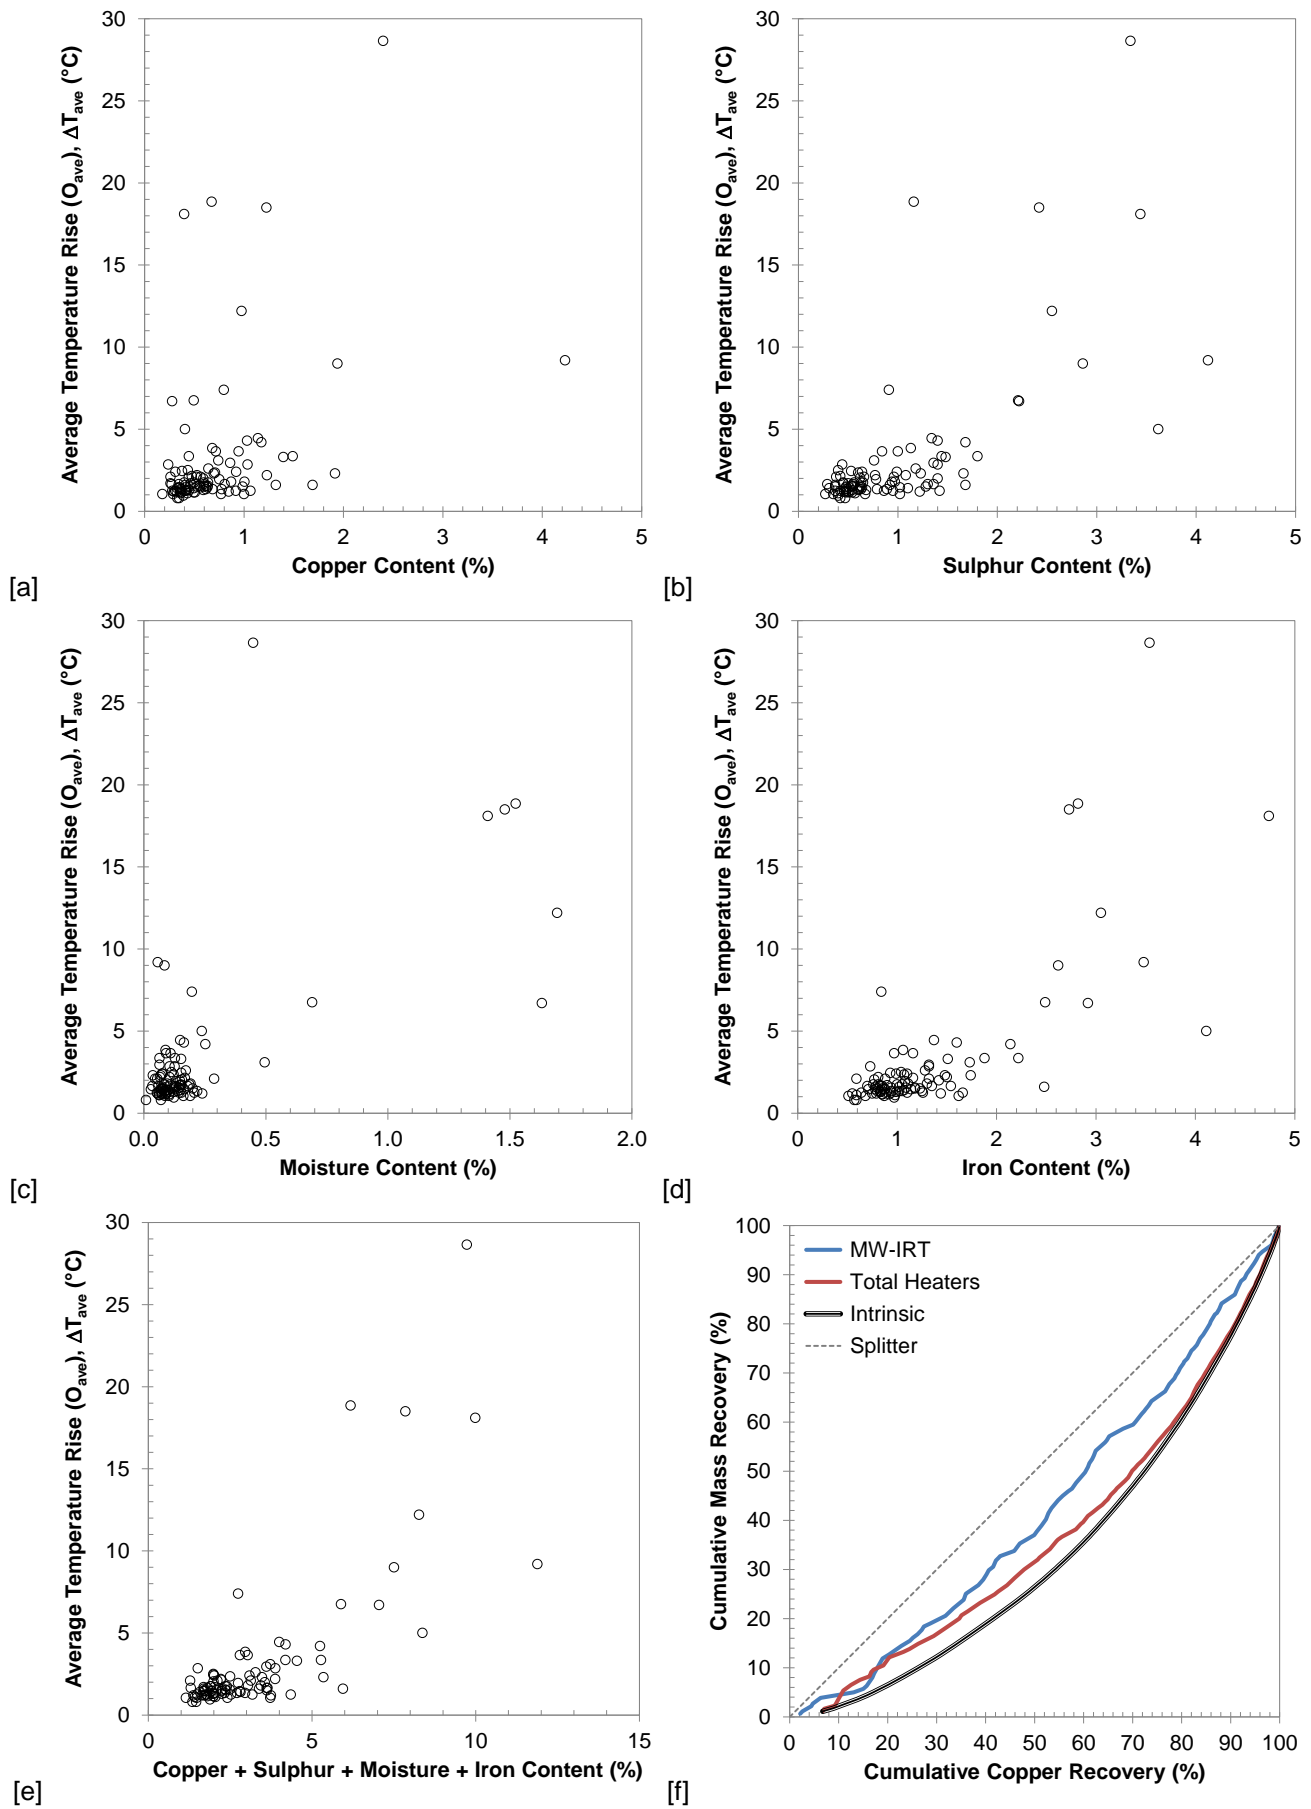 30
25
20
15
10
5
0
0 1 2 3 4 5
Average Temperature Rise (Oave), ΔTave (°C)
Copper Content (%)
[a]
30
25
20
15
10
5
0
0 1 2 3 4 5
Average Temperature Rise (Oave), ΔTave (°C)
Sulphur Content (%)
[b]
30
25
20
15
10
5
0
0.0 0.5 1.0 1.5 2.0
Average Temperature Rise (Oave), ΔTave (°C)
Moisture Content (%)
[c]
30
25
20
15
10
5
0
0 1 2 3 4 5
Average Temperature Rise (Oave), ΔTave (°C)
Iron Content (%)
[d]
30
25
20
15
10
5
0
0 5 10 15
Average Temperature Rise (Oave), ΔTave (°C)
Copper + Sulphur + Moisture + Iron Content (%)
[e]
100
90
80
70
60
50
40
30
20
10
0
0 10 20 30 40 50 60 70 80 90 100
MW-IRT
Total Heaters
Intrinsic
Splitter
Cumulative Mass Recovery (%)
Cumulative Copper Recovery (%)
[f]